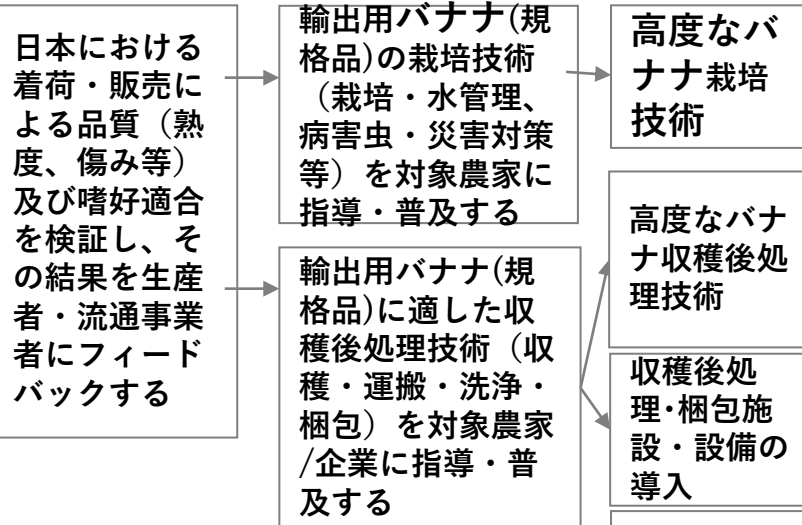 日本における
着荷・販売に
よる品質（熟
度、傷み等）
及び嗜好適合
を検証し、そ
の結果を生産
者・流通事業
者にフィード
バックする
輸出用バナナ(規
格品)の栽培技術
（栽培・水管理、
病害虫・災害対策
等）を対象農家に
指導・普及する
輸出用バナナ(規
格品)に適した収
穫後処理技術（収
穫・運搬・洗浄・
梱包）を対象農家
/企業に指導・普
及する
高度なバ
ナナ栽培
技術
高度なバナ
ナ収穫後処
理技術
収穫後処
理・梱包施
設・設備の
導入